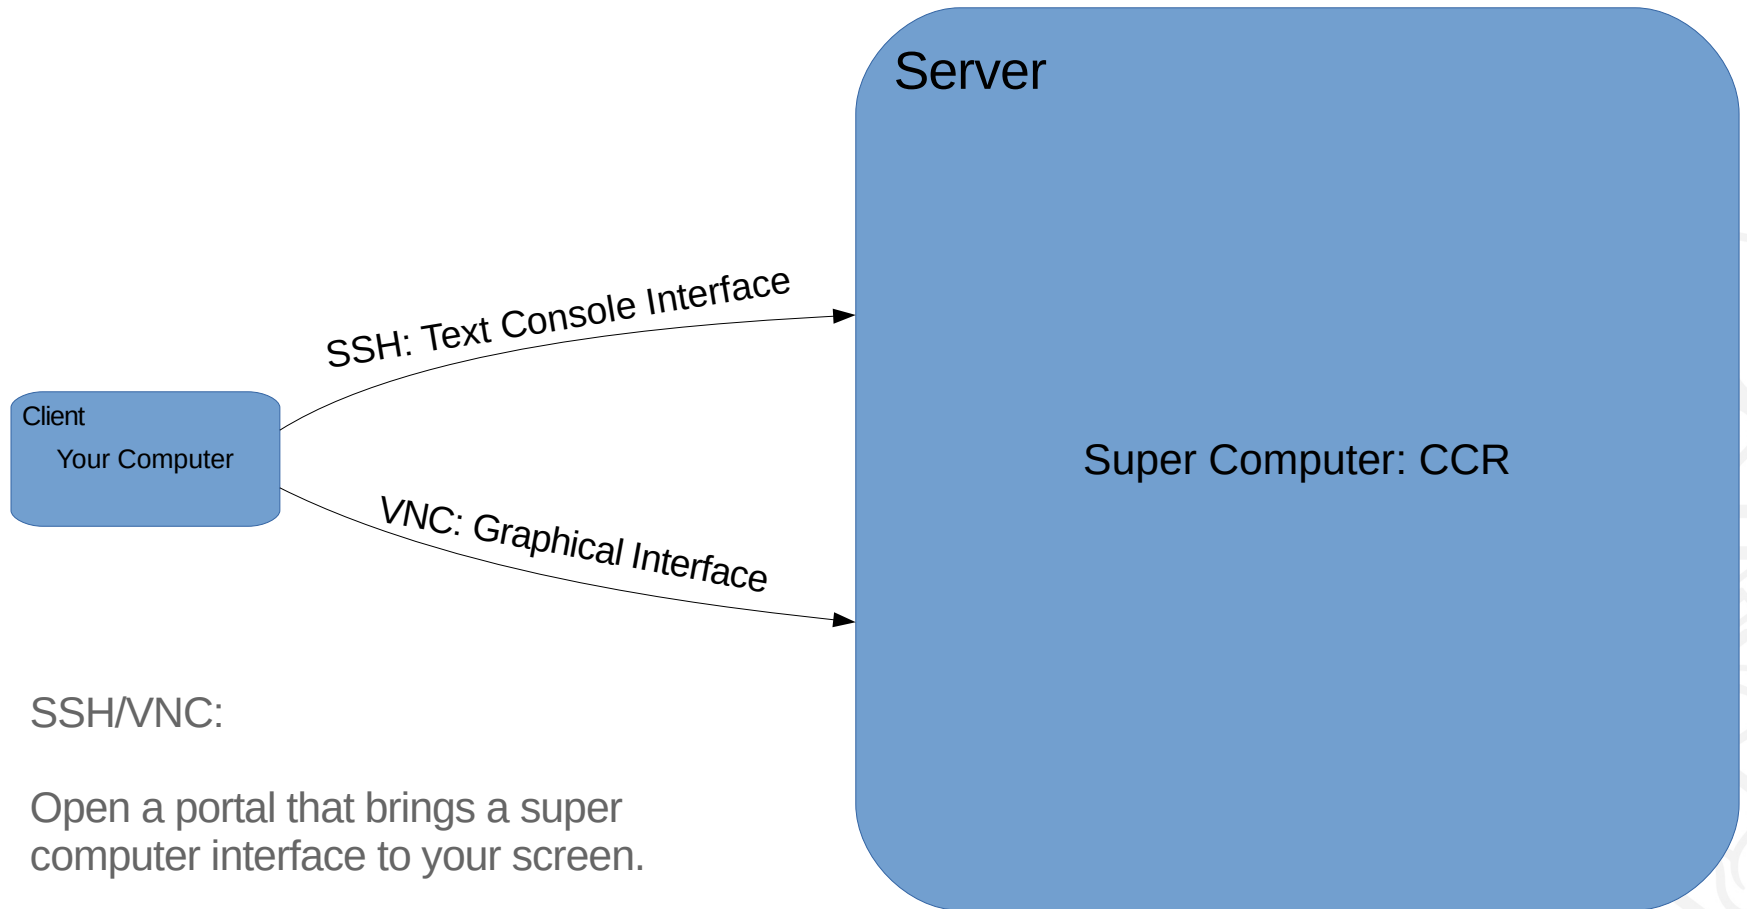 Server
SSH: Text Console Interface
Client
Your Computer
Super Computer: CCR
VNC: Graphical Interface
SSH/VNC:
Open a portal that brings a super
computer interface to your screen.